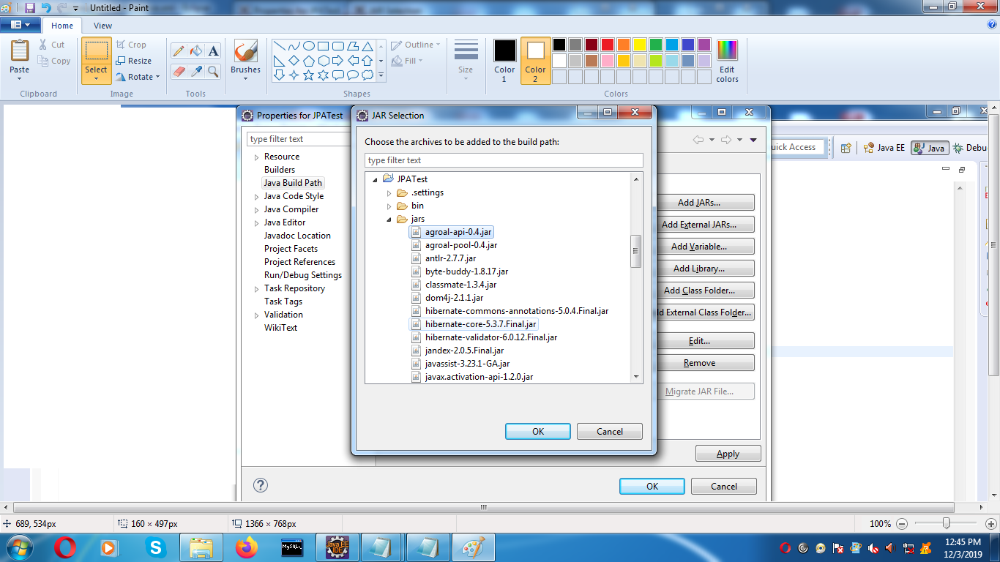 Untitled - Paint
Home
View
Paste
Cut
Copy
Clipboard
Select
Crop
Resize
Rotate
Image
Tools
Brushes
Shapes
Outline
Fill
Size
Color 1
Color 2
Edit colors
Colors
Properties for JPATest
type filter text
Resource
Builders
Java Build Path
Java Code Style
Java Compiler
Java Editor
Javadoc Location
Project Facets
Project References
Run/Debug Settings
Task Repository
Task Tags
Validation
WikiText
JAR Selection
Choose the archives to be added to the build path:
type filter text
JPATest
.settings
bin
jars
agroal-api-0.4.jar
agroal-pool-0.4.jar
antlr-2.7.7.jar
byte-buddy-1.8.17.jar
classmate-1.3.4.jar
dom4j-2.1.1.jar
hibernate-commons-annotations-5.0.4.Final.jar
hibernate-core-5.3.7.Final.jar
hibernate-validator-6.0.12.Final.jar
jandex-2.0.5.Final.jar
javassist-3.23.1-GA.jar
javax.activation-api-1.2.0.jar
OK
Cancel
Add JARs...
Add External JARs...
Add Variable...
Add Library...
Add Class Folder...
d External Class Folder...
Edit...
Remove
Migrate JAR File...
Apply
OK
Cancel
uick Access
Java EE
Java
Debu
689, 534px
160 × 497px
1366 × 768px
100%
MySQL
Java EE
IDE
12:45 PM
12/3/2019